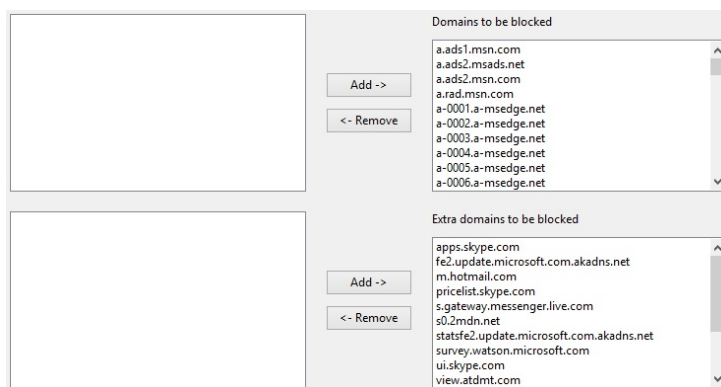 Domains to be blocked
a.ads1.msn.com
a.ads2.msads.net
a.ads2.msn.com
a.rad.msn.com
a-0001.a-msedge.net
a-0002.a-msedge.net
a-0003.a-msedge.net
a-0004.a-msedge.net
a-0005.a-msedge.net
a-0006.a-msedge.net
Add ->
<- Remove
Extra domains to be blocked
apps.skype.com
fe2.update.microsoft.com.akadns.net
m.hotmail.com
pricelist.skype.com
s.gateway.messenger.live.com
s0.2mdn.net
statsfe2.update.microsoft.com.akadns.net
survey.watson.microsoft.com
ui.skype.com
view.atdmt.com
Add ->
<- Remove